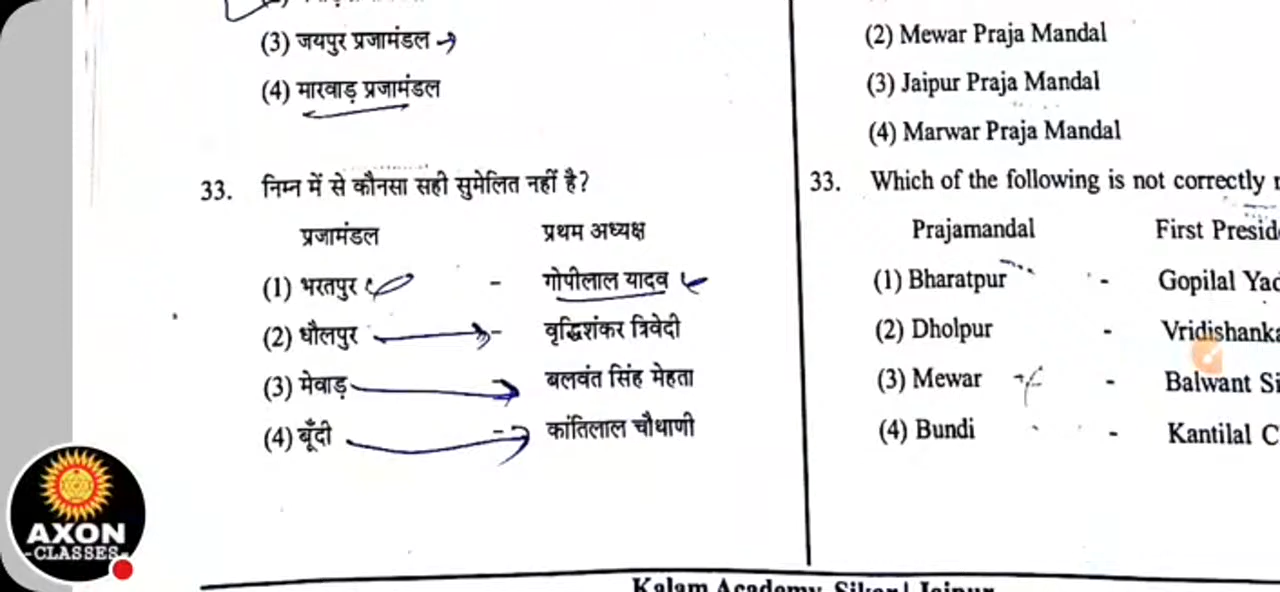 (3) जयपुर प्रजामंडल
(4) मारवाड़ प्रजामंडल
33. निम्न में से कौनसा सही सुमेलित नहीं है?
प्रजामंडल प्रथम अध्यक्ष
(1) भरतपुर - गोपीलाल यादव
(2) धौलपुर - वृद्धिशंकर त्रिवेदी
(3) मेवाड़ बलवंत सिंह मेहता
(4) बूँदी - कांतिलाल चौथाणी
(2) Mewar Praja Mandal
(3) Jaipur Praja Mandal
(4) Marwar Praja Mandal
33. Which of the following is not correctly
Prajamandal First Presid
(1) Bharatpur - Gopilal Yad
(2) Dholpur - Vridishanka
(3) Mewar - Balwant Si
(4) Bundi - Kantilal C
AXON
-CLASSES-
Kalam Academy, Sikar | Jaipur